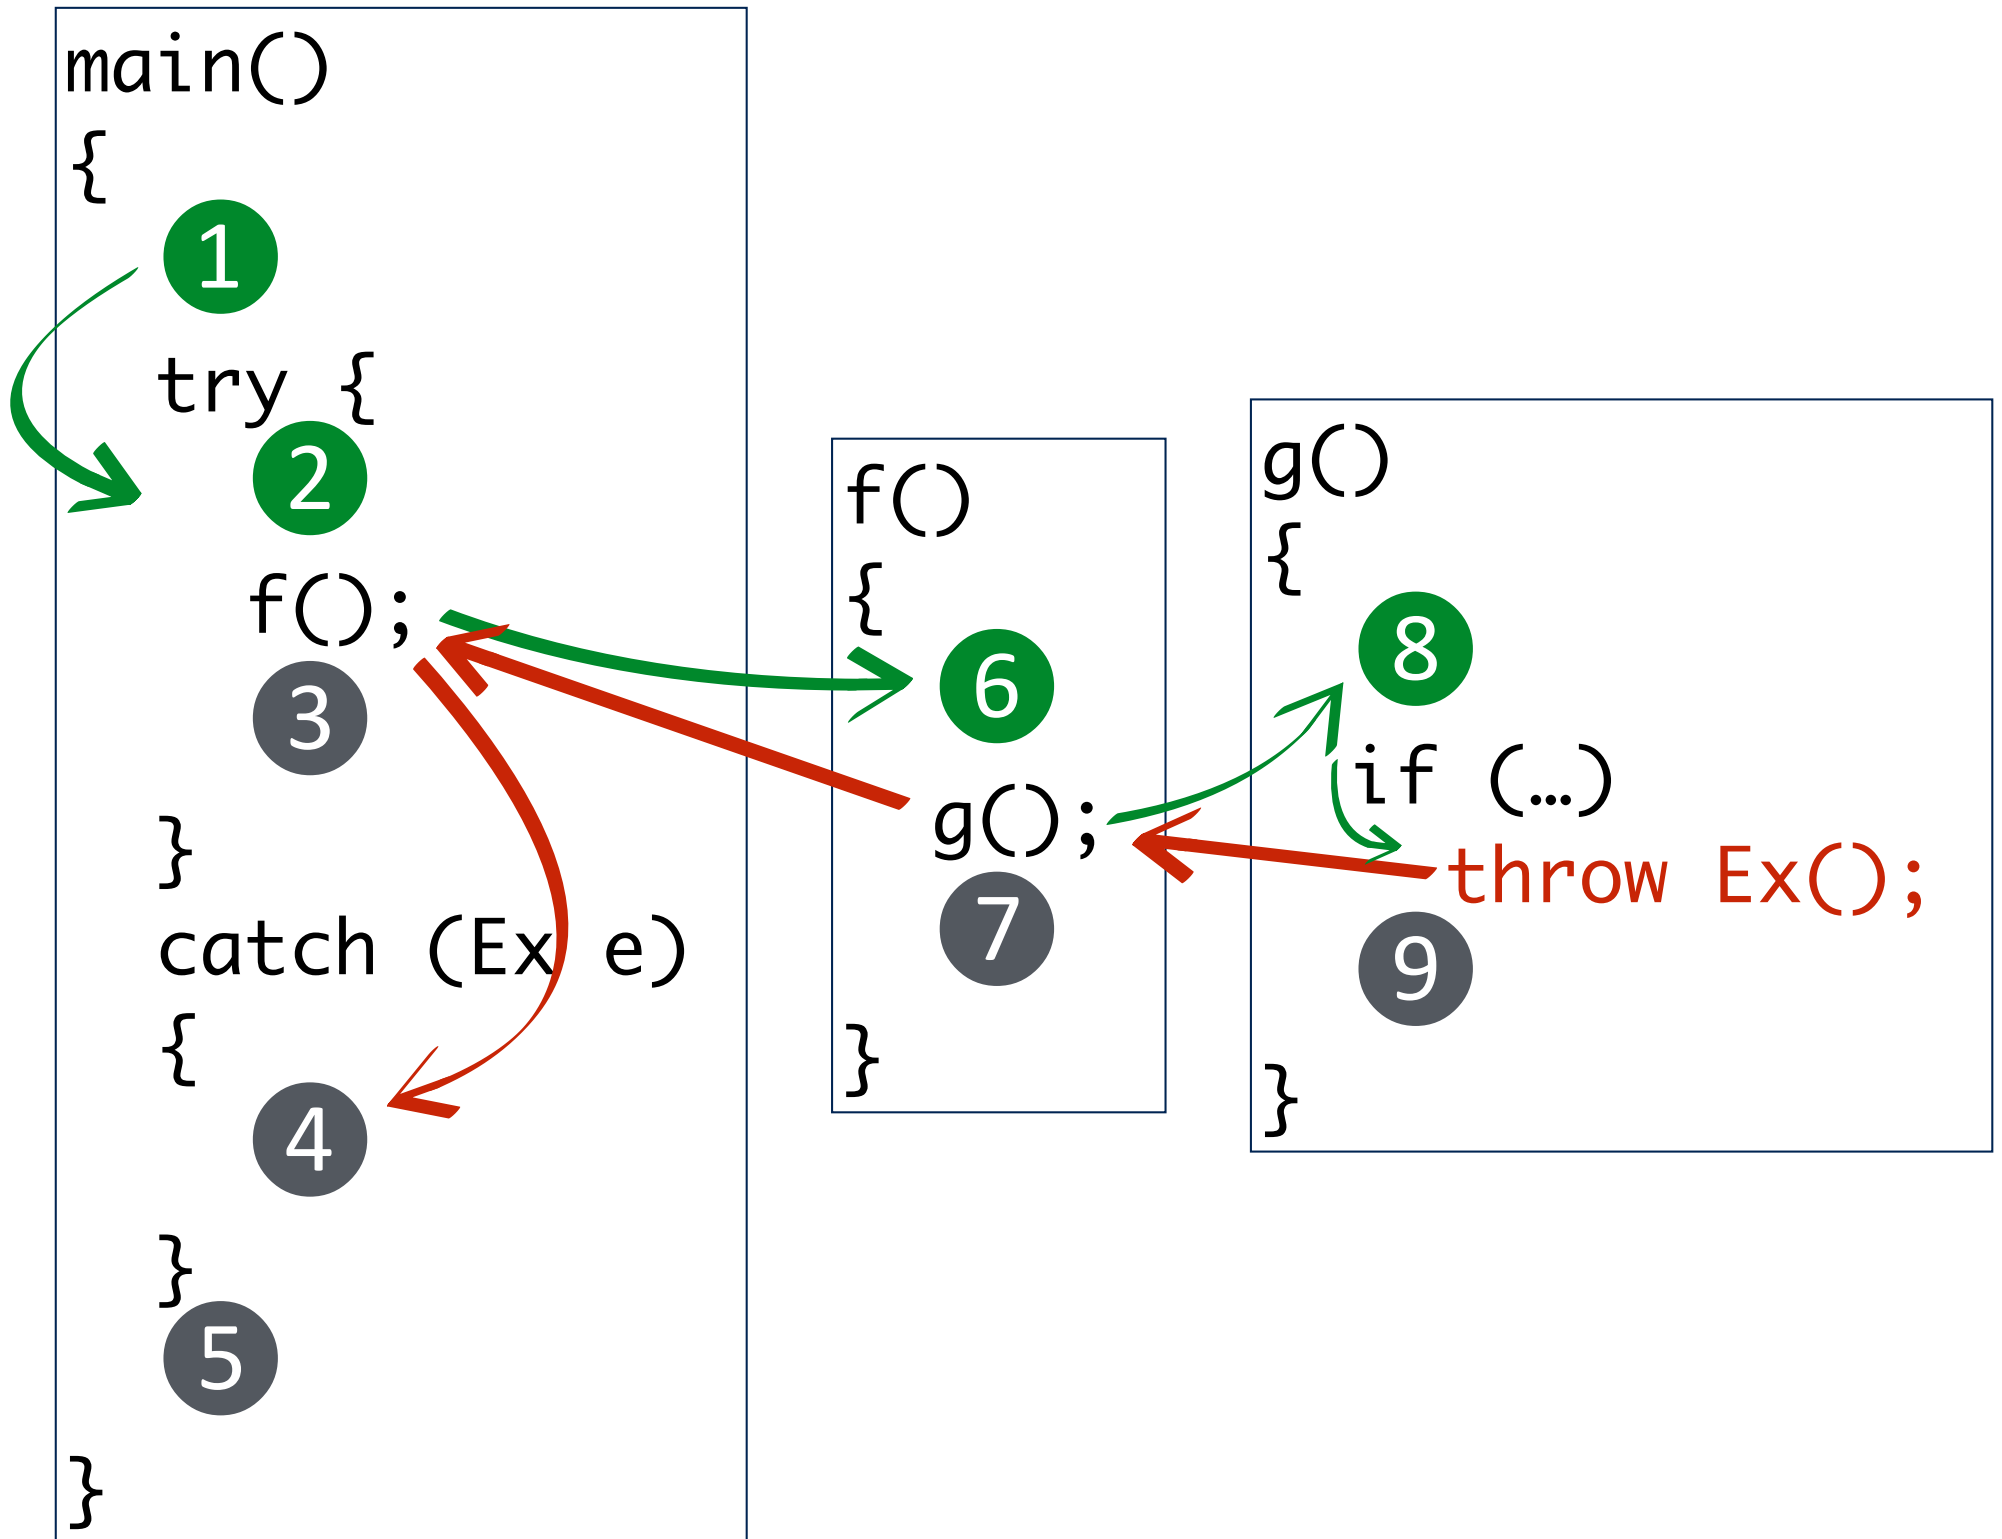 main()
{
1
try {
2
f();
3
}
catch (Ex e)
{
4
}
5
}
f()
{
6
g();
7
}
g()
{
8
if (…)
throw Ex();
9
}